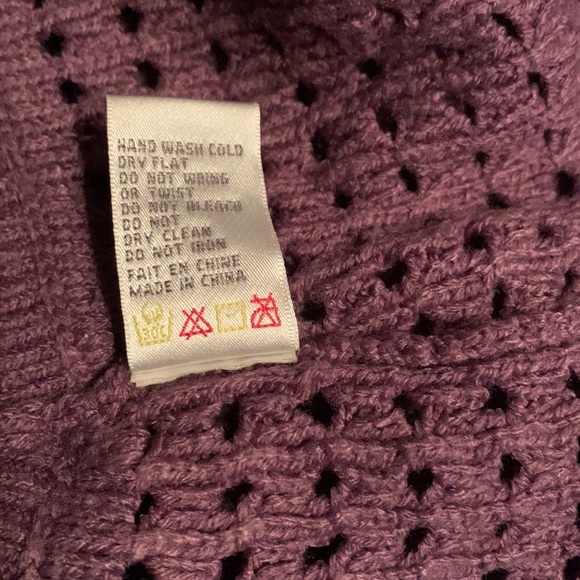 HAND WASH COLD
DRY FLAT
DO NOT WRING
OR TWIST
DO NOT BLEACH
DO NOT
DRY CLEAN
DO NOT IRON
FAIT EN CHINE
MADE IN CHINA
30C